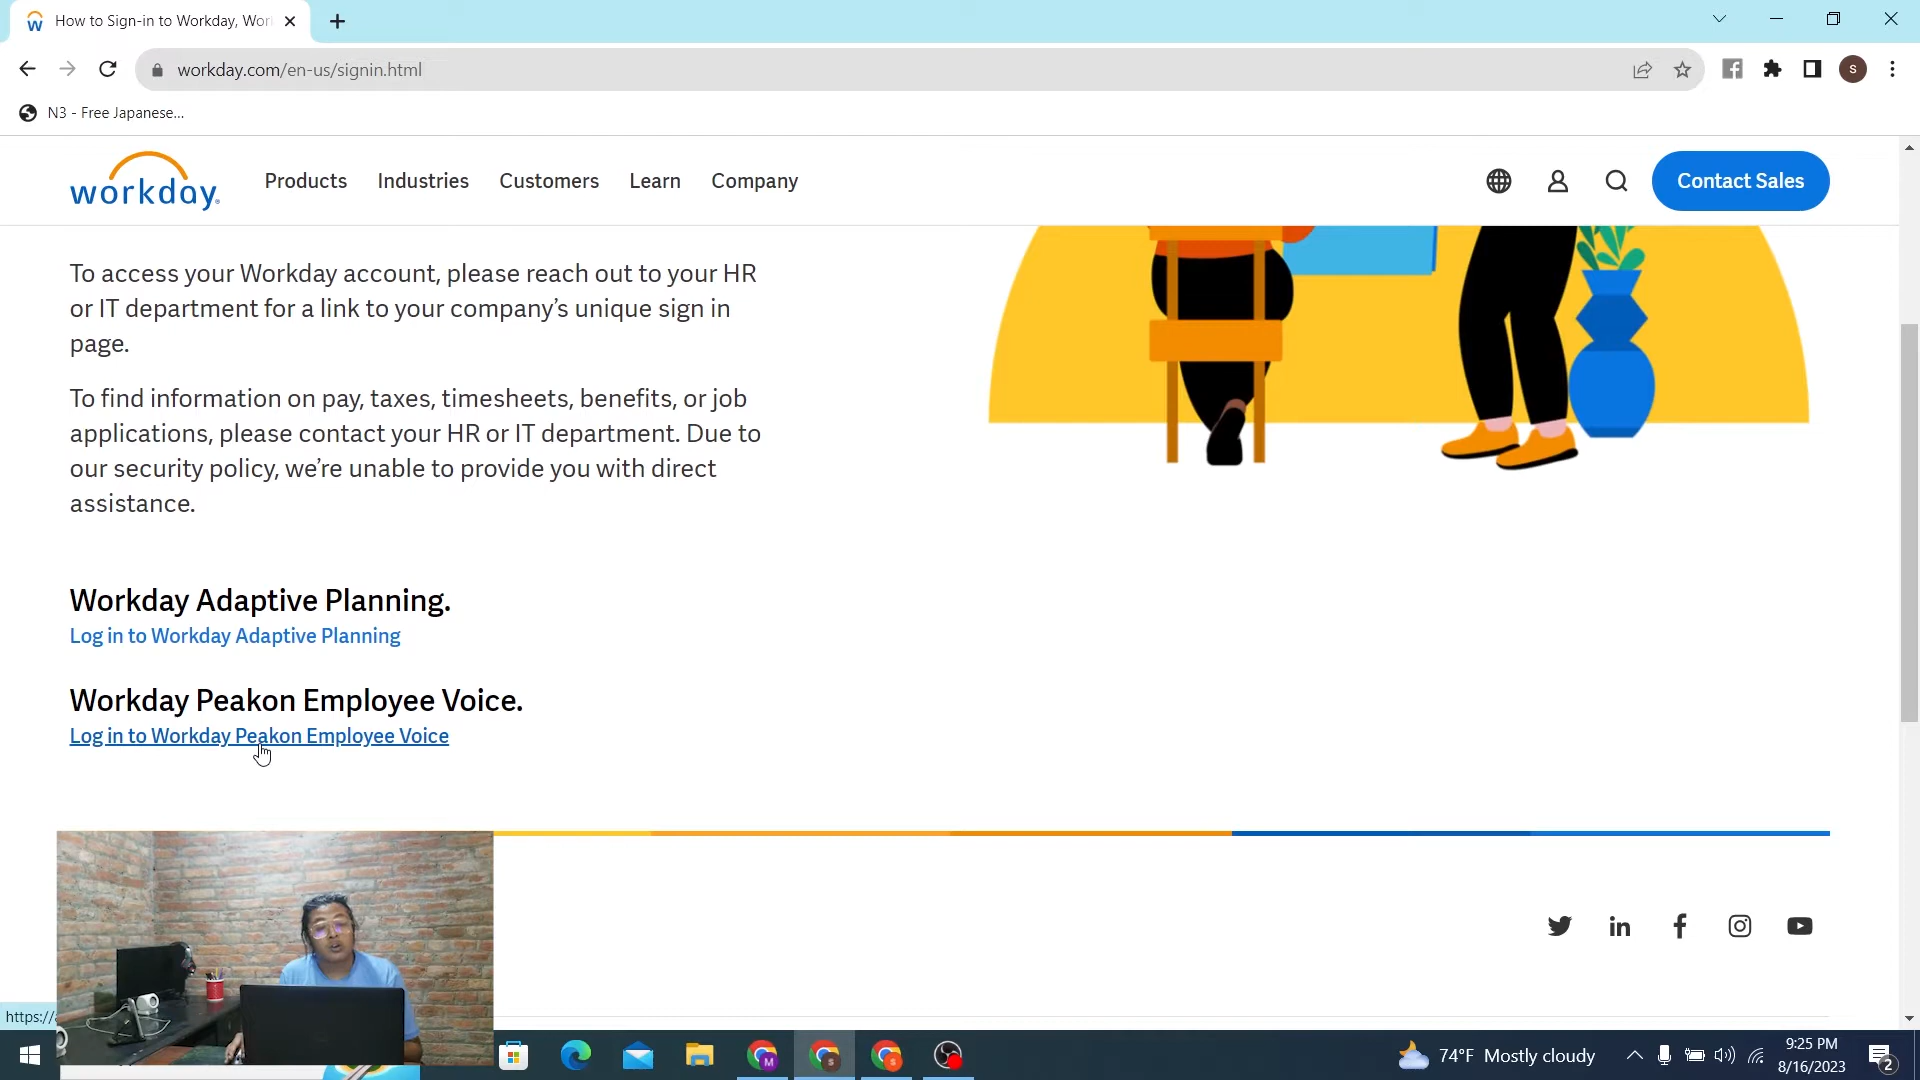 How to Sign-in to Workday, Wor
workday.com/en-us/signin.html
S
N3 - Free Japanese...
workday.
Products
Industries
Customers
Learn
Company
Contact Sales
To access your Workday account, please reach out to your HR
or IT department for a link to your company’s unique sign in
page.
To find information on pay, taxes, timesheets, benefits, or job
applications, please contact your HR or IT department. Due to
our security policy, we’re unable to provide you with direct
assistance.
Workday Adaptive Planning.
Log in to Workday Adaptive Planning
Workday Peakon Employee Voice.
Log in to Workday Peakon Employee Voice
https://
74°F Mostly cloudy
9:25 PM
8/16/2023
2